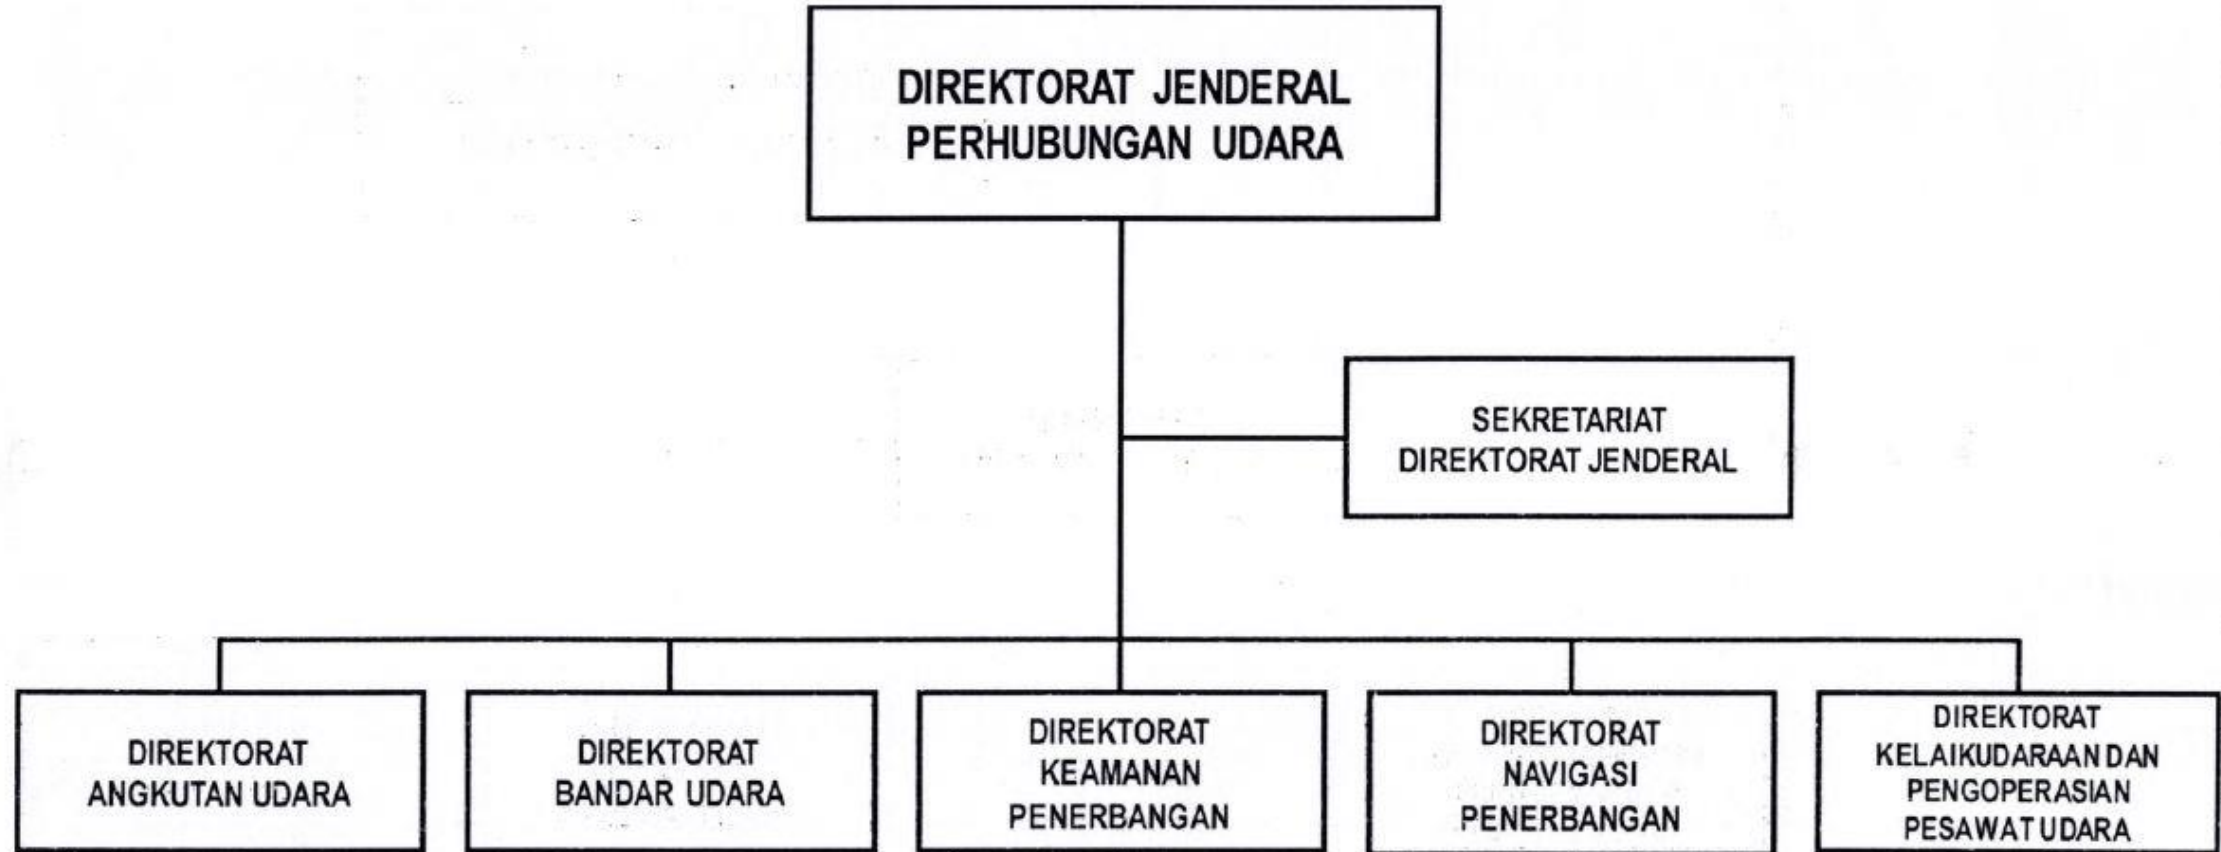 DIREKTORAT JENDERAL
PERHUBUNGAN UDARA
SEKRETARIAT
DIREKTORAT JENDERAL
DIREKTORAT
ANGKUTAN UDARA
DIREKTORAT
BANDAR UDARA
DIREKTORAT
KEAMANAN
PENERBANGAN
DIREKTORAT
NAVIGASI
PENERBANGAN
DIREKTORAT
KELAIKUDARAAN DAN
PENGOPERASIAN
PESAWAT UDARA